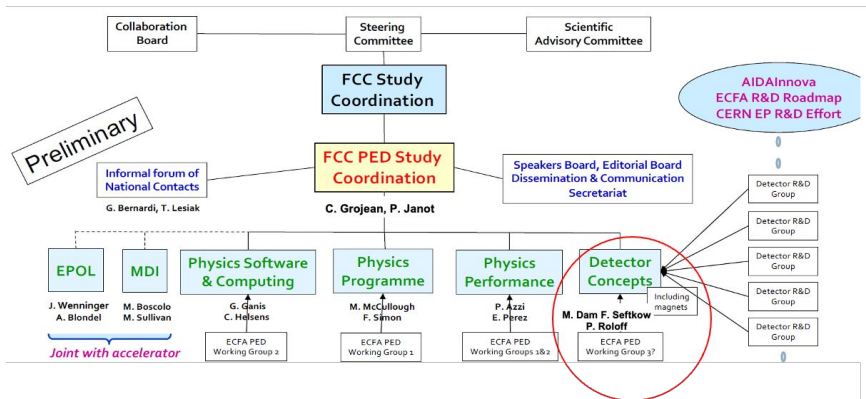 Collaboration
Board
Steering
Committee
Scientific
Advisory Committee
FCC Study
Coordination
AIDAInnova
ECFA R&D Roadmap
CERN EP R&D Effort
Preliminary
FCC PED Study
Coordination
Informal forum of
National Contacts
G. Bernardi, T. Lesiak
Speakers Board, Editorial Board
Dissemination & Communication
Secretariat
C. Grojean, P. Janot
Detector R&D
Group
Detector R&D
Group
Detector R&D
Group
Detector R&D
Group
Detector R&D
Group
EPOL
J. Wenninger
A. Blondel
MDI
M. Boscolo
M. Sullivan
Joint with accelerator
Physics Software
& Computing
G. Ganis
C. Helsens
ECFA PED
Working Group 2
Physics
Programme
M. McCullough
F. Simon
ECFA PED
Working Group 1
Physics
Performance
P. Azzi
E. Perez
ECFA PED
Working Groups 1&2
Detector
Concepts
Including
magnets
M. Dam F. Seftkow
P. Roloff
ECFA PED
Working Group 3?